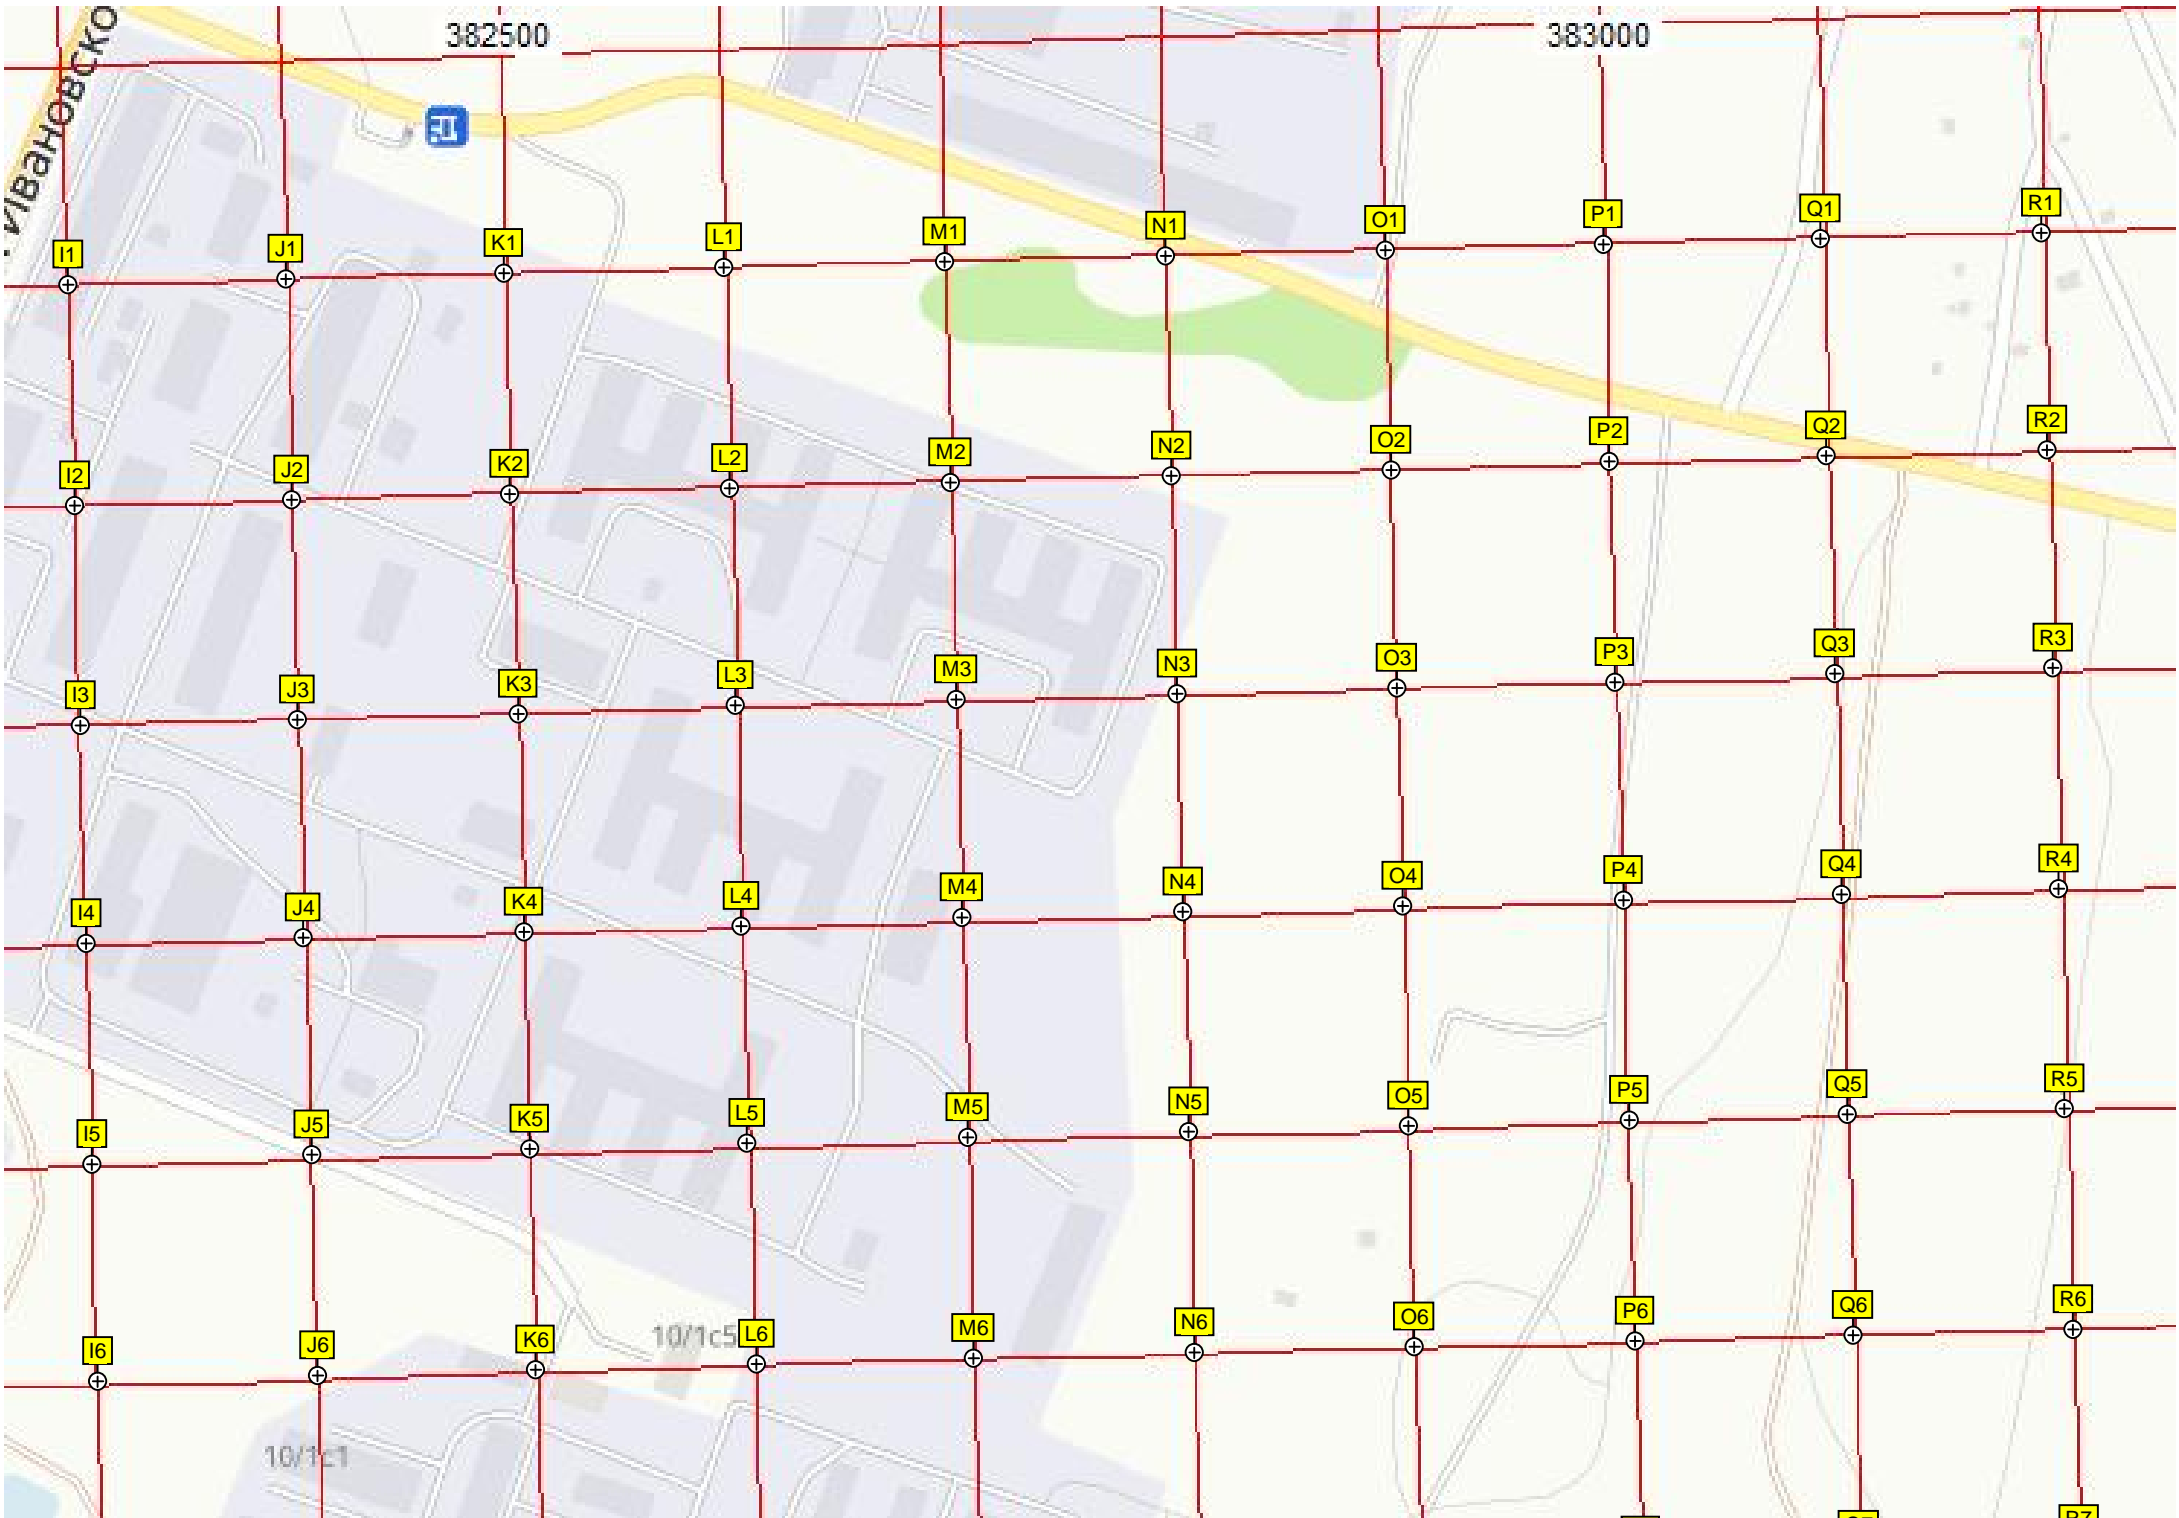 382500
383000
Ивановско
I1 J1 K1 L1 M1 N1 O1 P1 Q1 R1
I2 J2 K2 L2 M2 N2 O2 P2 Q2 R2
I3 J3 K3 L3 M3 N3 O3 P3 Q3 R3
I4 J4 K4 L4 M4 N4 O4 P4 Q4 R4
I5 J5 K5 L5 M5 N5 O5 P5 Q5 R5
I6 J6 K6 L6 M6 N6 O6 P6 Q6 R6
10/1с5
10/1с1